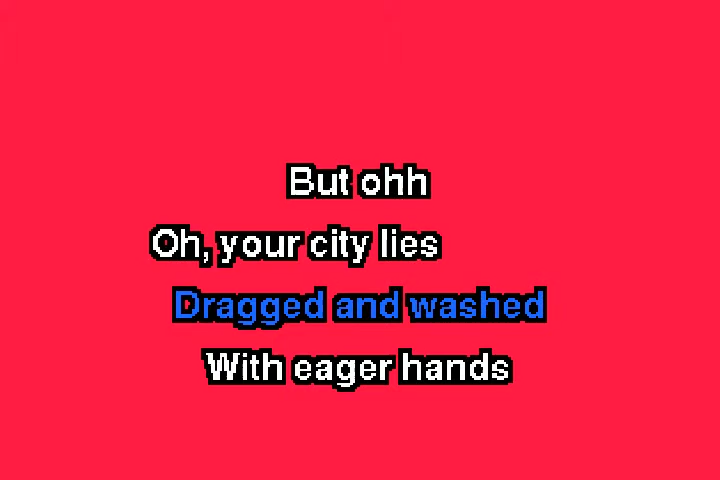 But ohh
Oh, your city lies
Dragged and washed
With eager hands